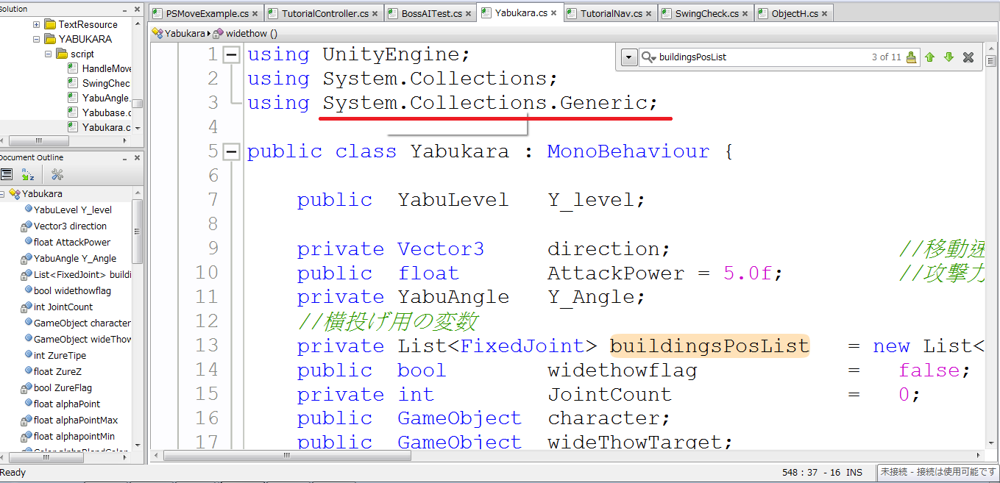 Solution
TextResource
YABUKARA
script
HandleMove
SwingChec
YabuAngle.
Yabubase.c
Yabukara.c
Document Outline
Yabukara
YabuLevel Y_level
Vector3 direction
float AttackPower
YabuAngle Y_Angle
List<FixedJoint> buildi
bool widethowflag
int JointCount
GameObject character
GameObject wideThow
int ZureTipe
float ZureZ
bool ZureFlag
float alphaPoint
float alphaPointMax
float alphapointMin
Color alphaBlendColor
PSMoveExample.cs
TutorialController.cs
BossAITest.cs
Yabukara.cs
TutorialNav.cs
SwingCheck.cs
ObjectH.cs
Yabukara widethow ()
buildingsPosList 3 of 11
1 using UnityEngine;
2 using System.Collections;
3 using System.Collections.Generic;
4
5 public class Yabukara : MonoBehaviour {
6
7 public YabuLevel Y_level;
8
9 private Vector3 direction; //移動速
10 public float AttackPower = 5.0f; //攻撃力
11 private YabuAngle Y_Angle;
12 //横投げ用の変数
13 private List<FixedJoint> buildingsPosList = new List<
14 public bool widethowflag = false;
15 private int JointCount = 0;
16 public GameObject character;
17 public GameObject wideThowTarget;
Ready
548 : 37 - 16 INS
未接続 - 接続は使用可能です